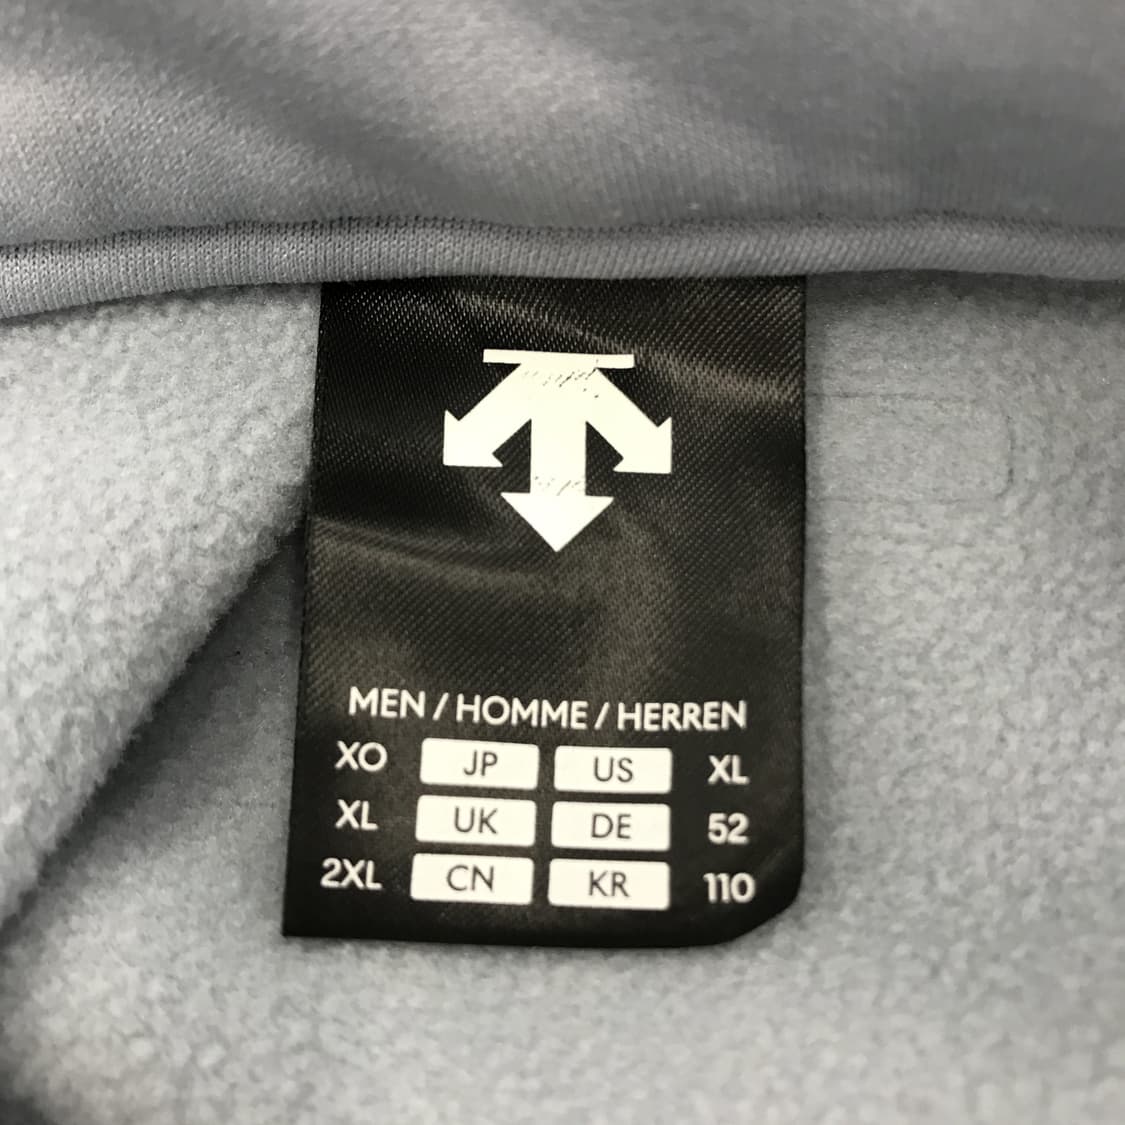 MEN / HOMME / HERREN
XO JP US XL
XL UK DE 52
2XL CN KR 110